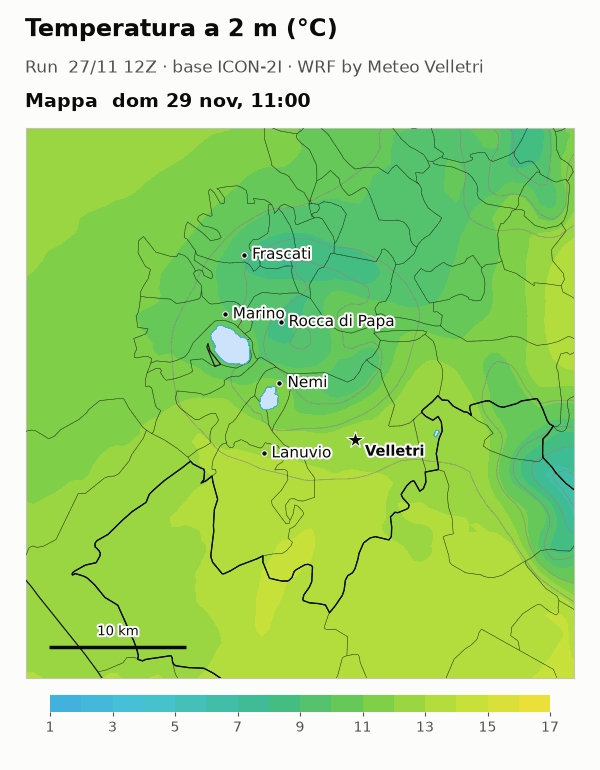 Temperatura a 2 m (°C)
Run  27/11 12Z · base ICON-2I · WRF by Meteo Velletri
Mappa  dom 29 nov, 11:00
Frascati
Marino
Rocca di Papa
Nemi
Velletri
Lanuvio
10 km
1 3 5 7 9 11 13 15 17